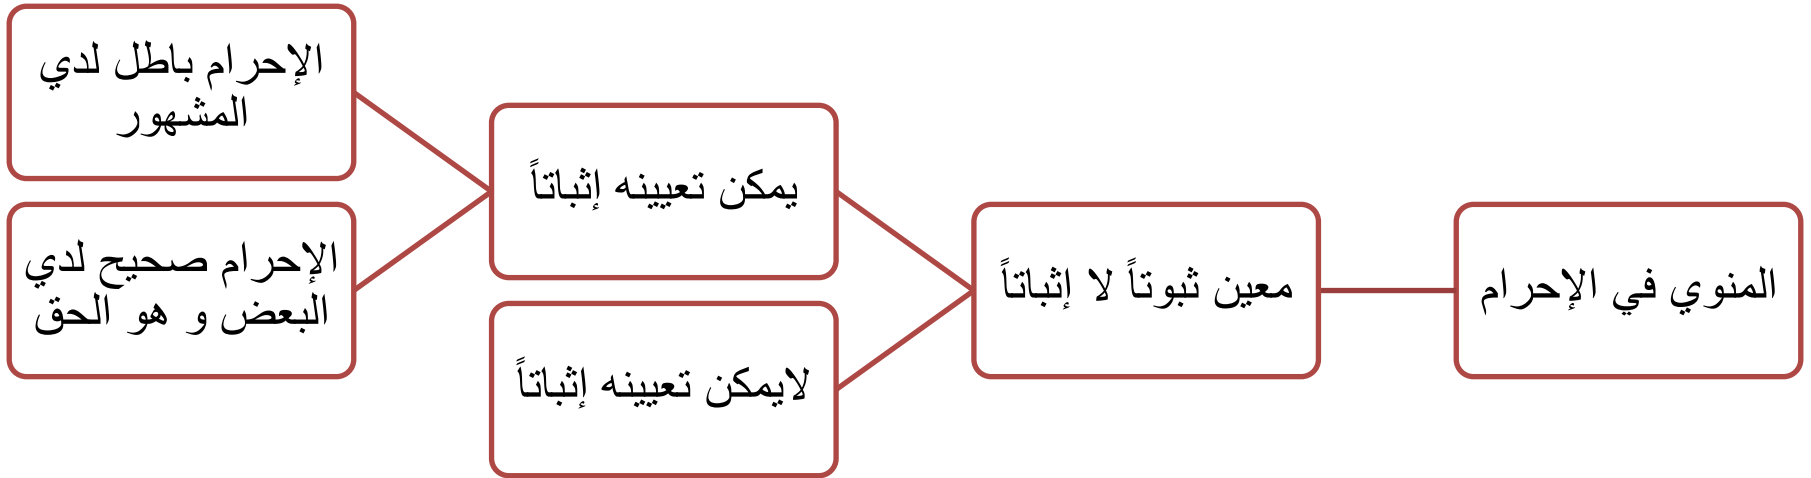 المنوي في الإحرام
معين ثبوتاً لا إثباتاً
يمكن تعيينه إثباتاً
الإحرام باطل لدي
المشهور
الإحرام صحيح لدي
البعض و هو الحق
لايمكن تعيينه إثباتاً